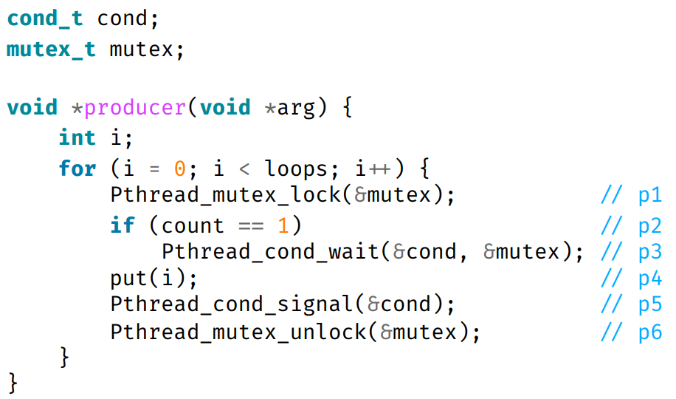 cond_t cond;
mutex_t mutex;
void *producer(void *arg) {
int i;
for (i = 0; i < loops; i++) {
Pthread_mutex_lock(&mutex); // p1
if (count == 1) // p2
Pthread_cond_wait(&cond, &mutex); // p3
put(i); // p4
Pthread_cond_signal(&cond); // p5
Pthread_mutex_unlock(&mutex); // p6
}
}